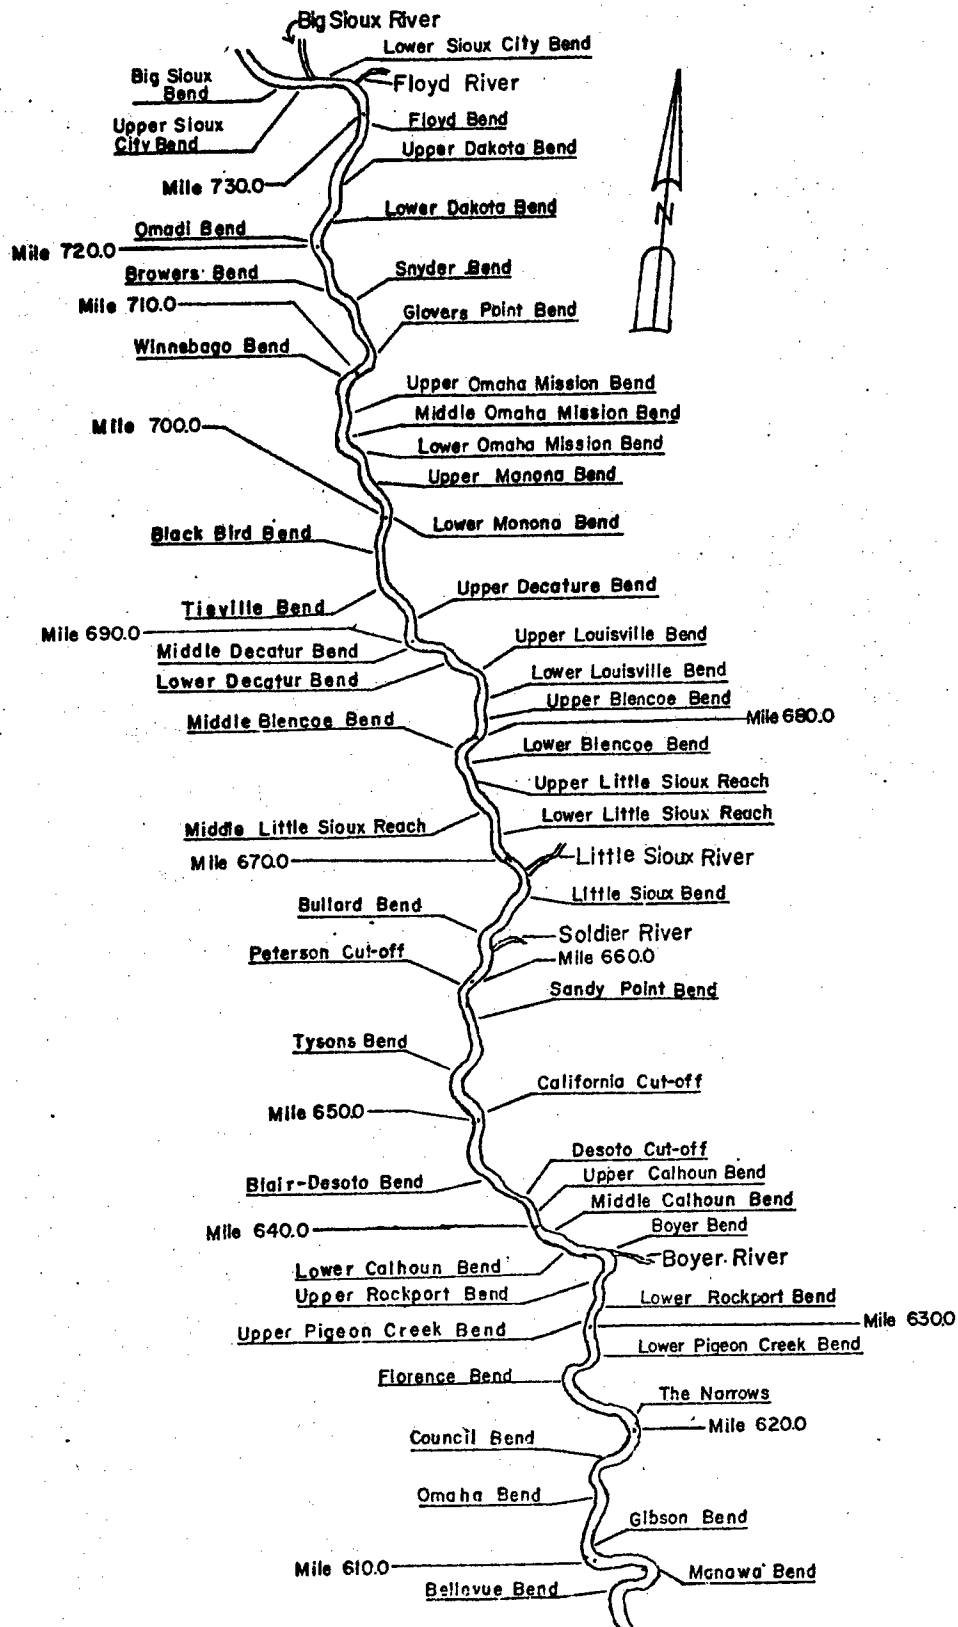 Big Sioux River
Lower Sioux City Bend
Big Sioux
Bend
Floyd River
Upper Sioux
City Bend
Floyd Bend
Upper Dakota Bend
Mile 730.0
Lower Dakota Bend
Omadi Bend
Mile 720.0
Browers Bend
Snyder Bend
Mile 710.0
Glovers Point Bend
Winnebago Bend
N
Upper Omaha Mission Bend
Middle Omaha Mission Bend
Mile 700.0
Lower Omaha Mission Bend
Upper Monona Bend
Lower Monona Bend
Black Bird Bend
Upper Decature Bend
Tieville Bend
Mile 690.0
Upper Louisville Bend
Middle Decatur Bend
Lower Louisville Bend
Lower Decatur Bend
Upper Blencoe Bend
Middle Blencoe Bend
Mile 680.0
Lower Blencoe Bend
Upper Little Sioux Reach
Lower Little Sioux Reach
Middle Little Sioux Reach
Mile 670.0
Little Sioux River
Little Sioux Bend
Bullard Bend
Soldier River
Peterson Cut-off
Mile 660.0
Sandy Point Bend
Tysons Bend
California Cut-off
Mile 650.0
Desoto Cut-off
Upper Calhoun Bend
Blair-Desoto Bend
Middle Calhoun Bend
Mile 640.0
Boyer Bend
Boyer River
Lower Calhoun Bend
Upper Rockport Bend
Lower Rockport Bend
Mile 630.0
Upper Pigeon Creek Bend
Lower Pigeon Creek Bend
Florence Bend
The Narrows
Mile 620.0
Council Bend
Omaha Bend
Gibson Bend
Mile 610.0
Manawa Bend
Bellevue Bend